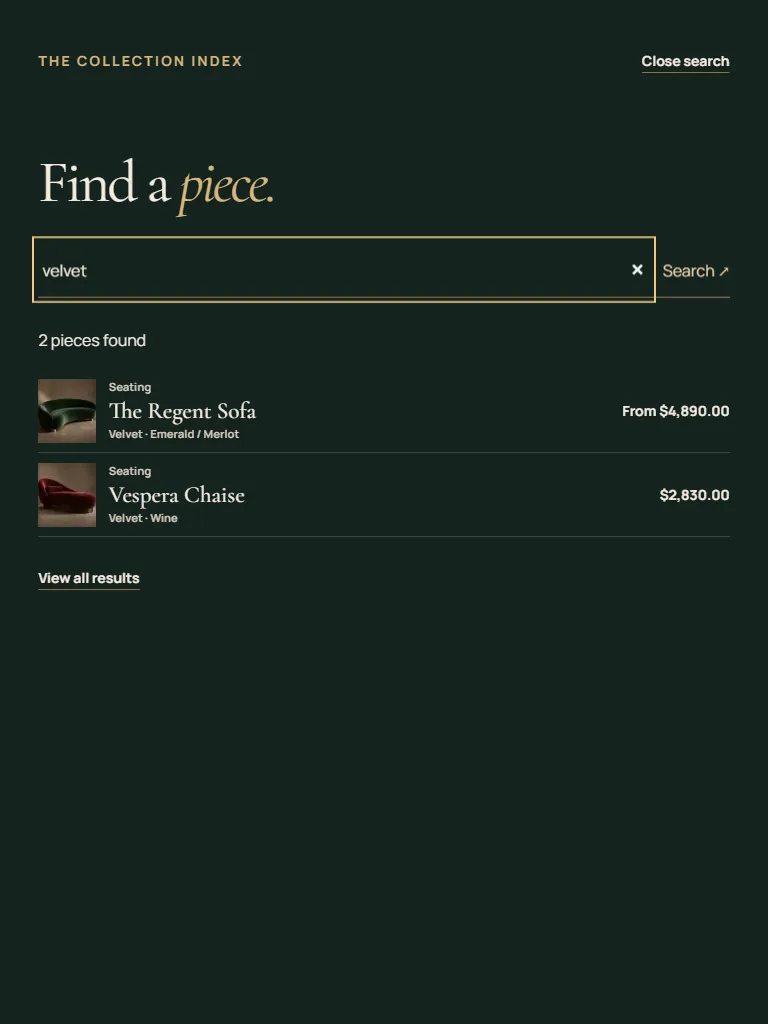 THE COLLECTION INDEX
Close search
Find a piece.
velvet ×
Search ↗
2 pieces found
Seating
The Regent Sofa
Velvet · Emerald / Merlot
From $4,890.00
Seating
Vespera Chaise
Velvet · Wine
$2,830.00
View all results